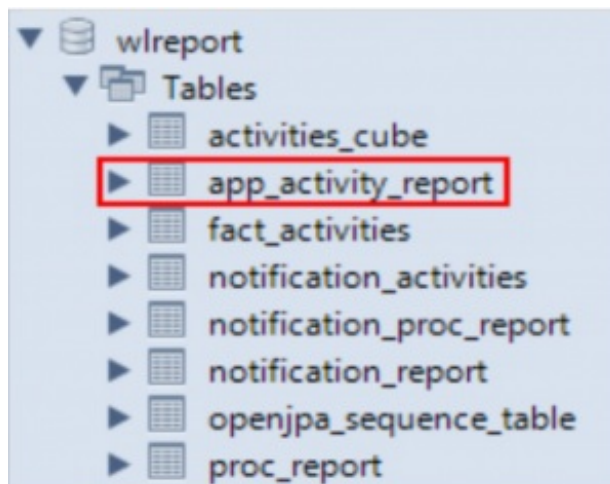 wlreport
Tables
activities_cube
app_activity_report
fact_activities
notification_activities
notification_proc_report
notification_report
openjpa_sequence_table
proc_report